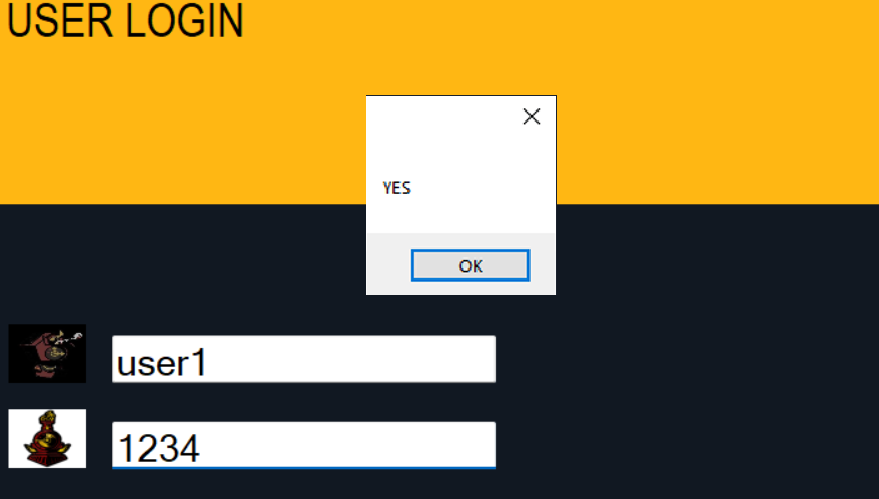 USER LOGIN
YES
OK
user1
1234